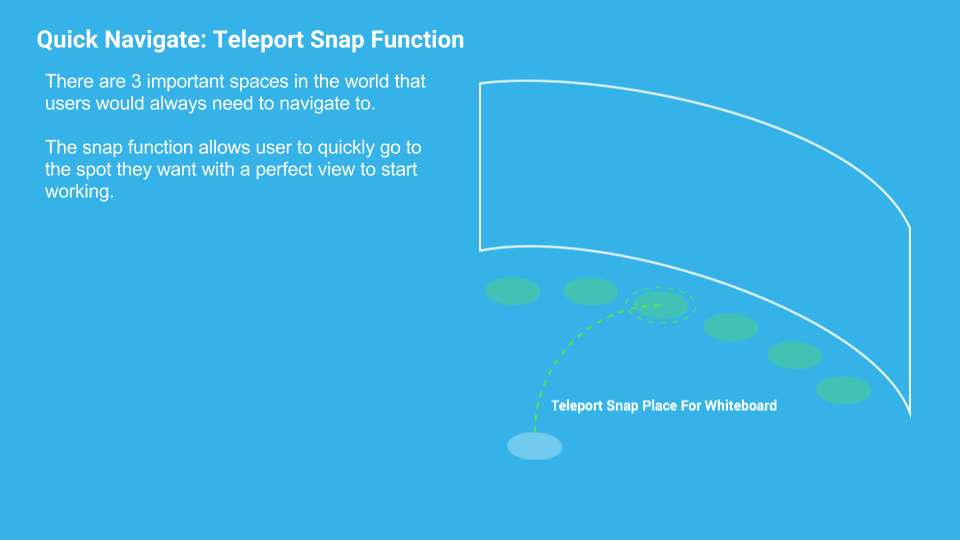 Quick Navigate: Teleport Snap Function
There are 3 important spaces in the world that
users would always need to navigate to.
The snap function allows user to quickly go to
the spot they want with a perfect view to start
working.
Teleport Snap Place For Whiteboard